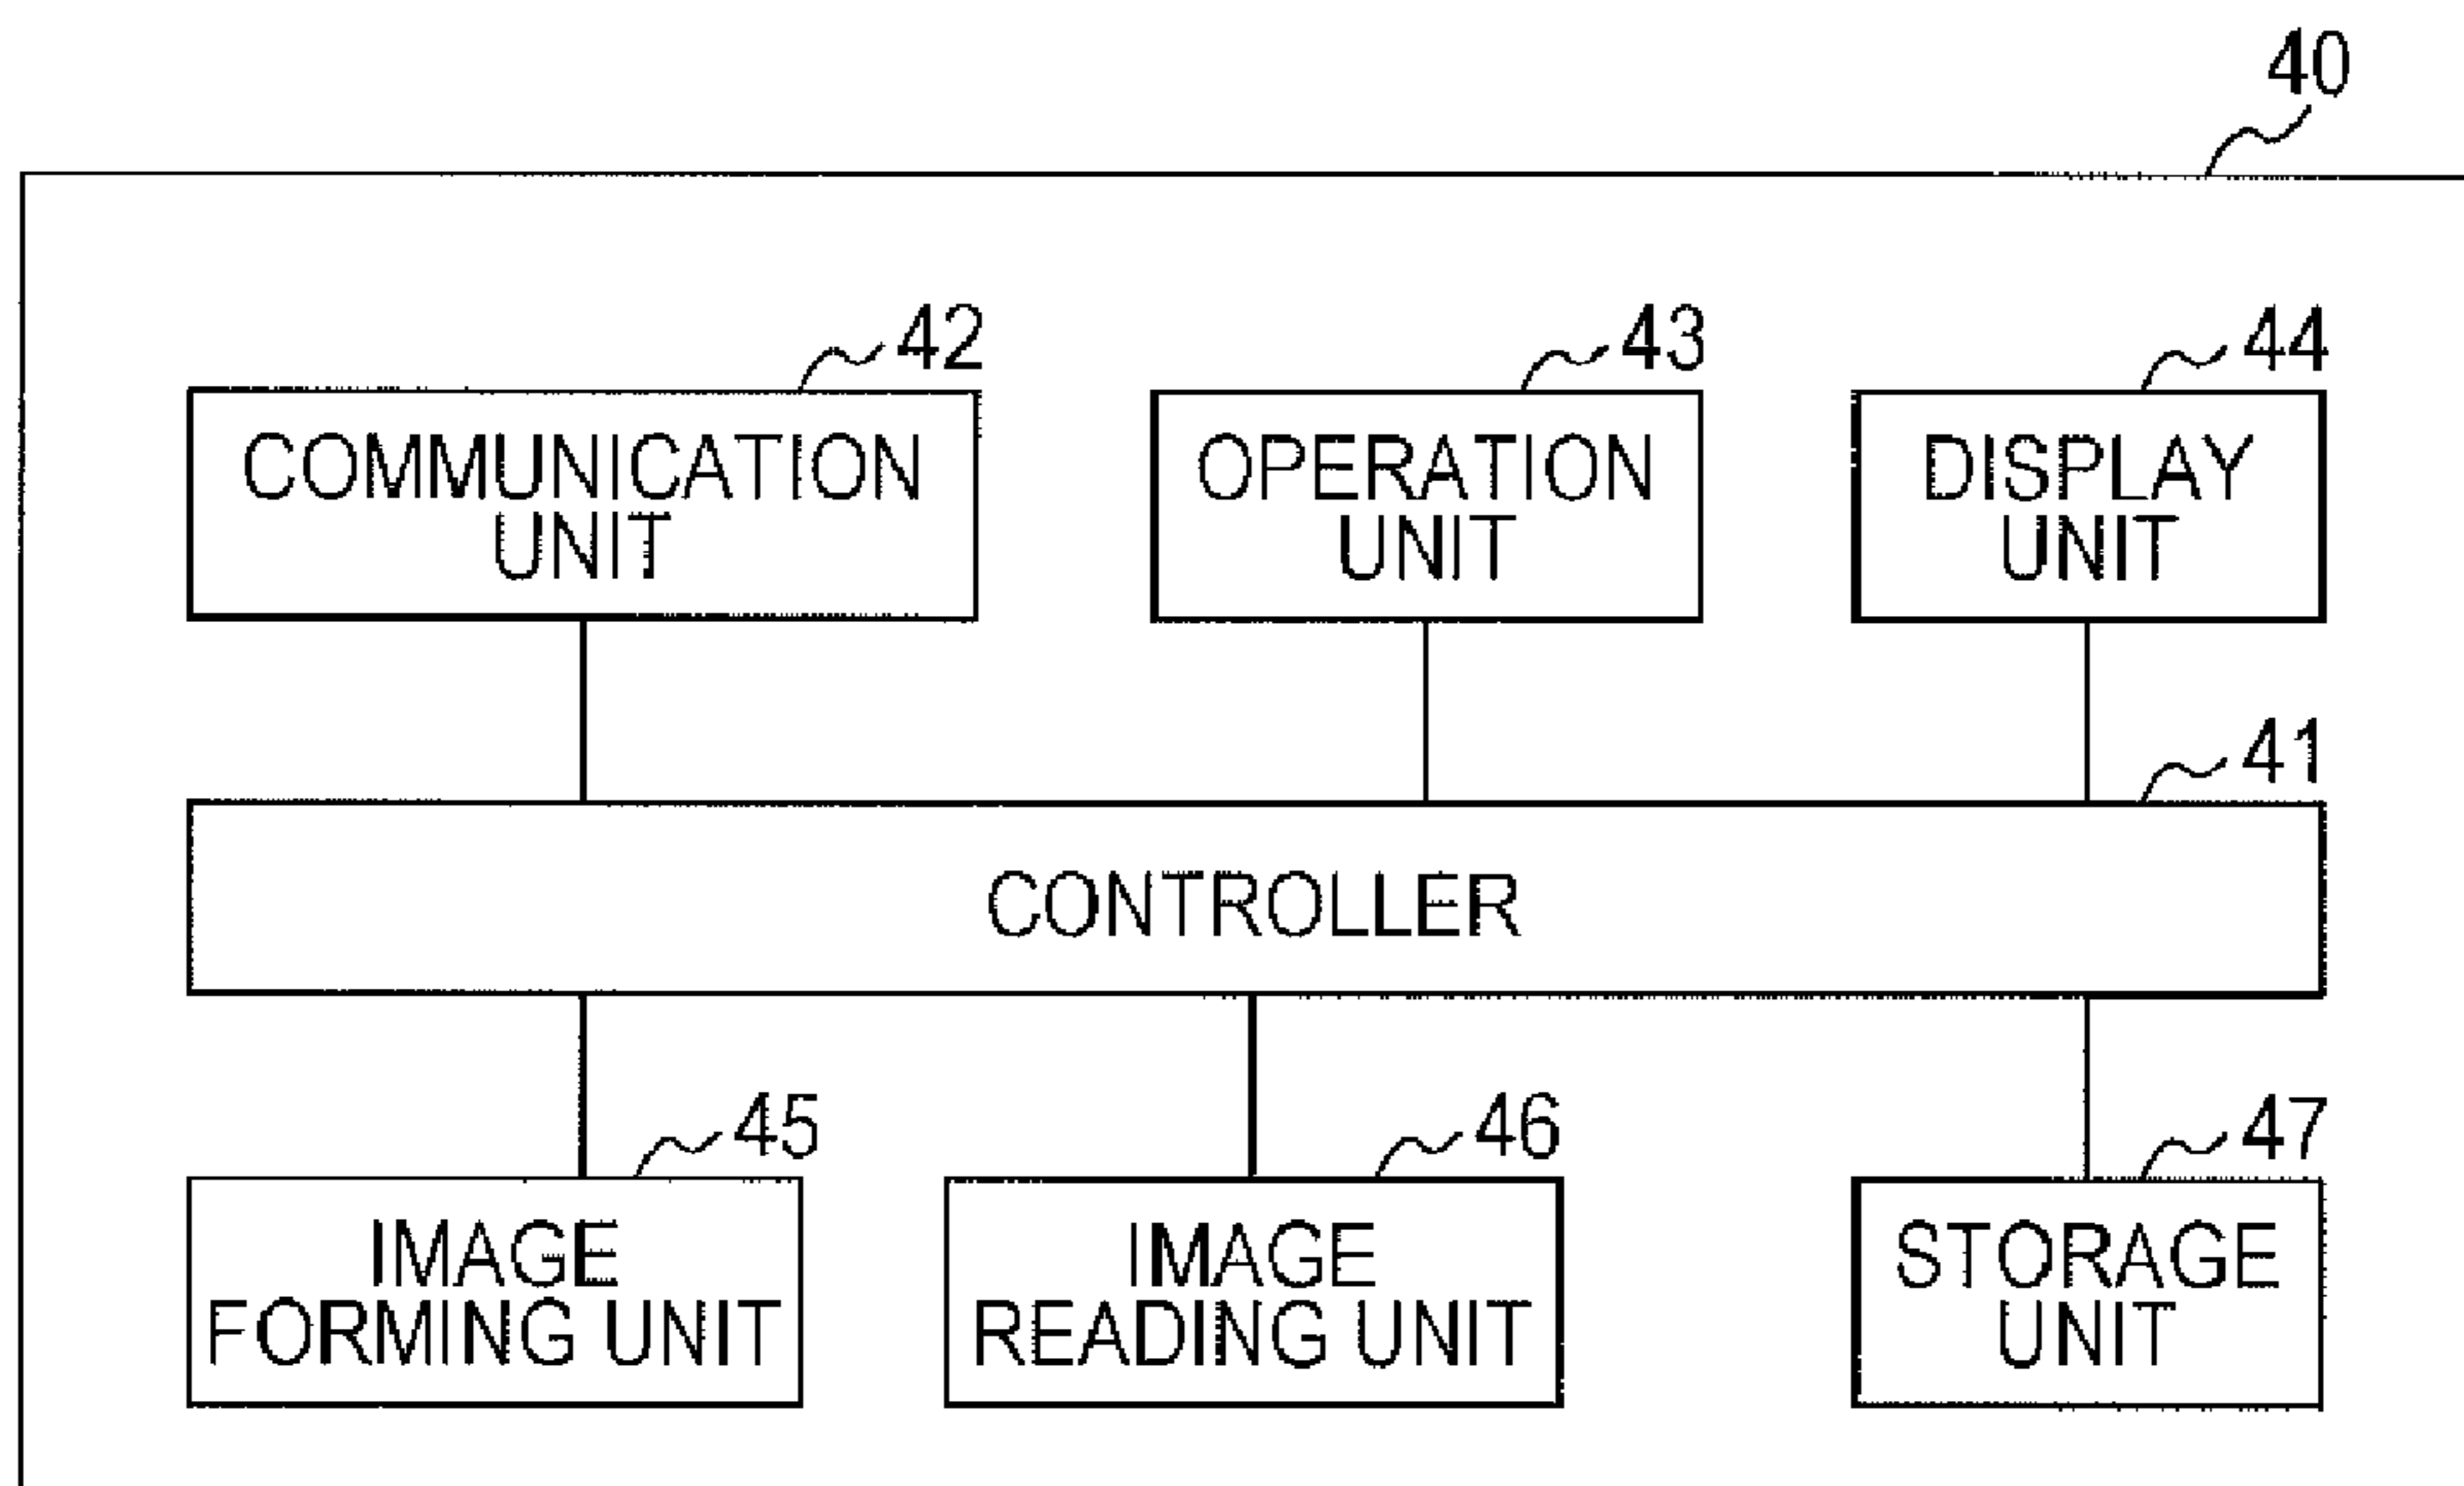 40
42
43
44
COMMUNICATION
UNIT
OPERATION
UNIT
DISPLAY
UNIT
41
CONTROLLER
45
46
47
IMAGE
FORMING UNIT
IMAGE
READING UNIT
STORAGE
UNIT